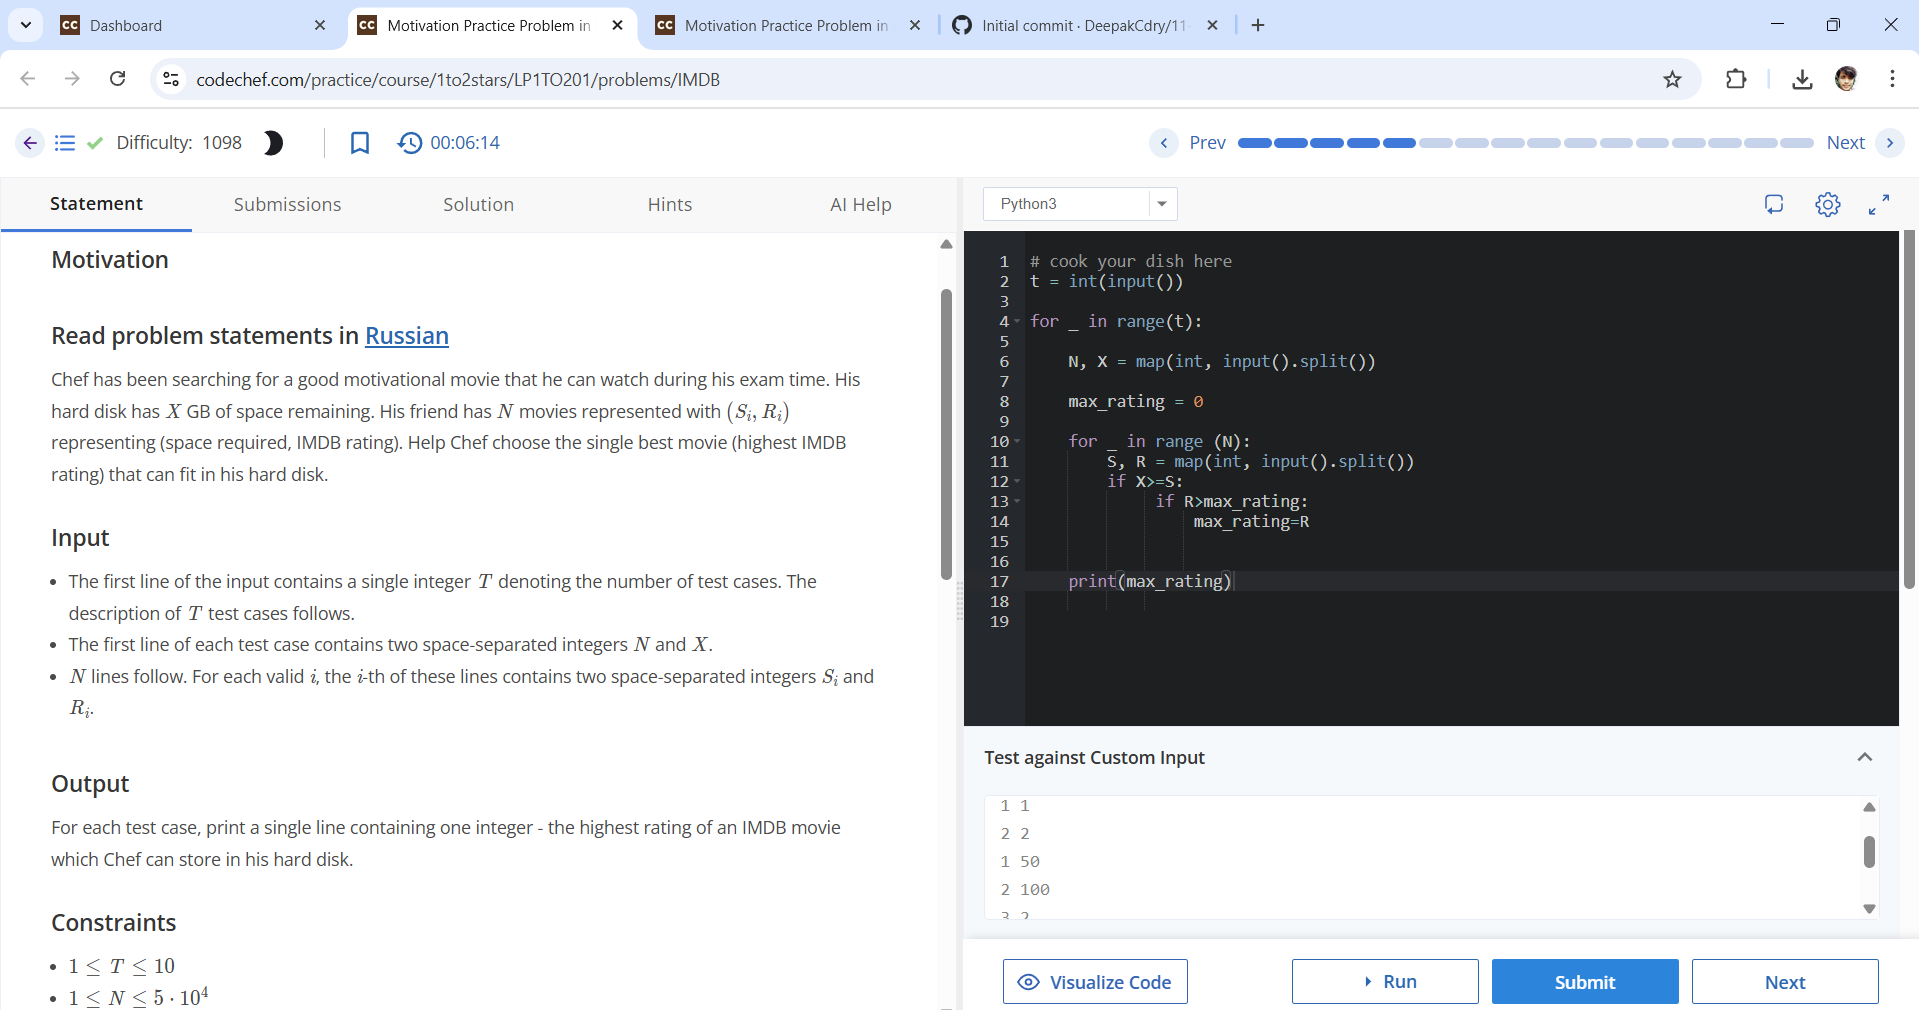 CC Dashboard
CC Motivation Practice Problem in
CC Motivation Practice Problem in
Initial commit · DeepakCdry/11-
codechef.com/practice/course/1to2stars/LP1TO201/problems/IMDB
Difficulty: 1098
00:06:14
Prev
Next
Statement
Submissions
Solution
Hints
AI Help
Motivation
Read problem statements in Russian
Chef has been searching for a good motivational movie that he can watch during his exam time. His
hard disk has X GB of space remaining. His friend has N movies represented with (Sᵢ, Rᵢ)
representing (space required, IMDB rating). Help Chef choose the single best movie (highest IMDB
rating) that can fit in his hard disk.
Input
• The first line of the input contains a single integer T denoting the number of test cases. The
description of T test cases follows.
• The first line of each test case contains two space-separated integers N and X.
• N lines follow. For each valid i, the i-th of these lines contains two space-separated integers Sᵢ and
Rᵢ.
Output
For each test case, print a single line containing one integer - the highest rating of an IMDB movie
which Chef can store in his hard disk.
Constraints
• 1 ≤ T ≤ 10
• 1 ≤ N ≤ 5 · 10⁴
Python3
1 # cook your dish here
2 t = int(input())
3
4 for _ in range(t):
5
6     N, X = map(int, input().split())
7
8     max_rating = 0
9
10     for _ in range (N):
11         S, R = map(int, input().split())
12         if X>=S:
13              if R>max_rating:
14                  max_rating=R
15
16
17     print(max_rating)
18
19
Test against Custom Input
1 1
2 2
1 50
2 100
3 2
Visualize Code
Run
Submit
Next